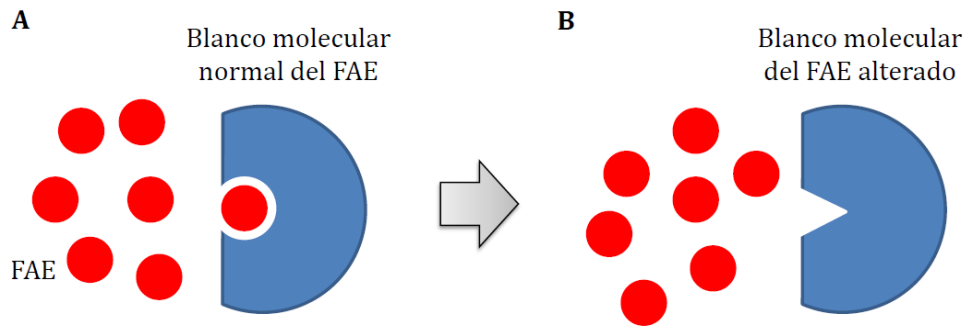 A
Blanco molecular
normal del FAE
FAE
B
Blanco molecular
del FAE alterado